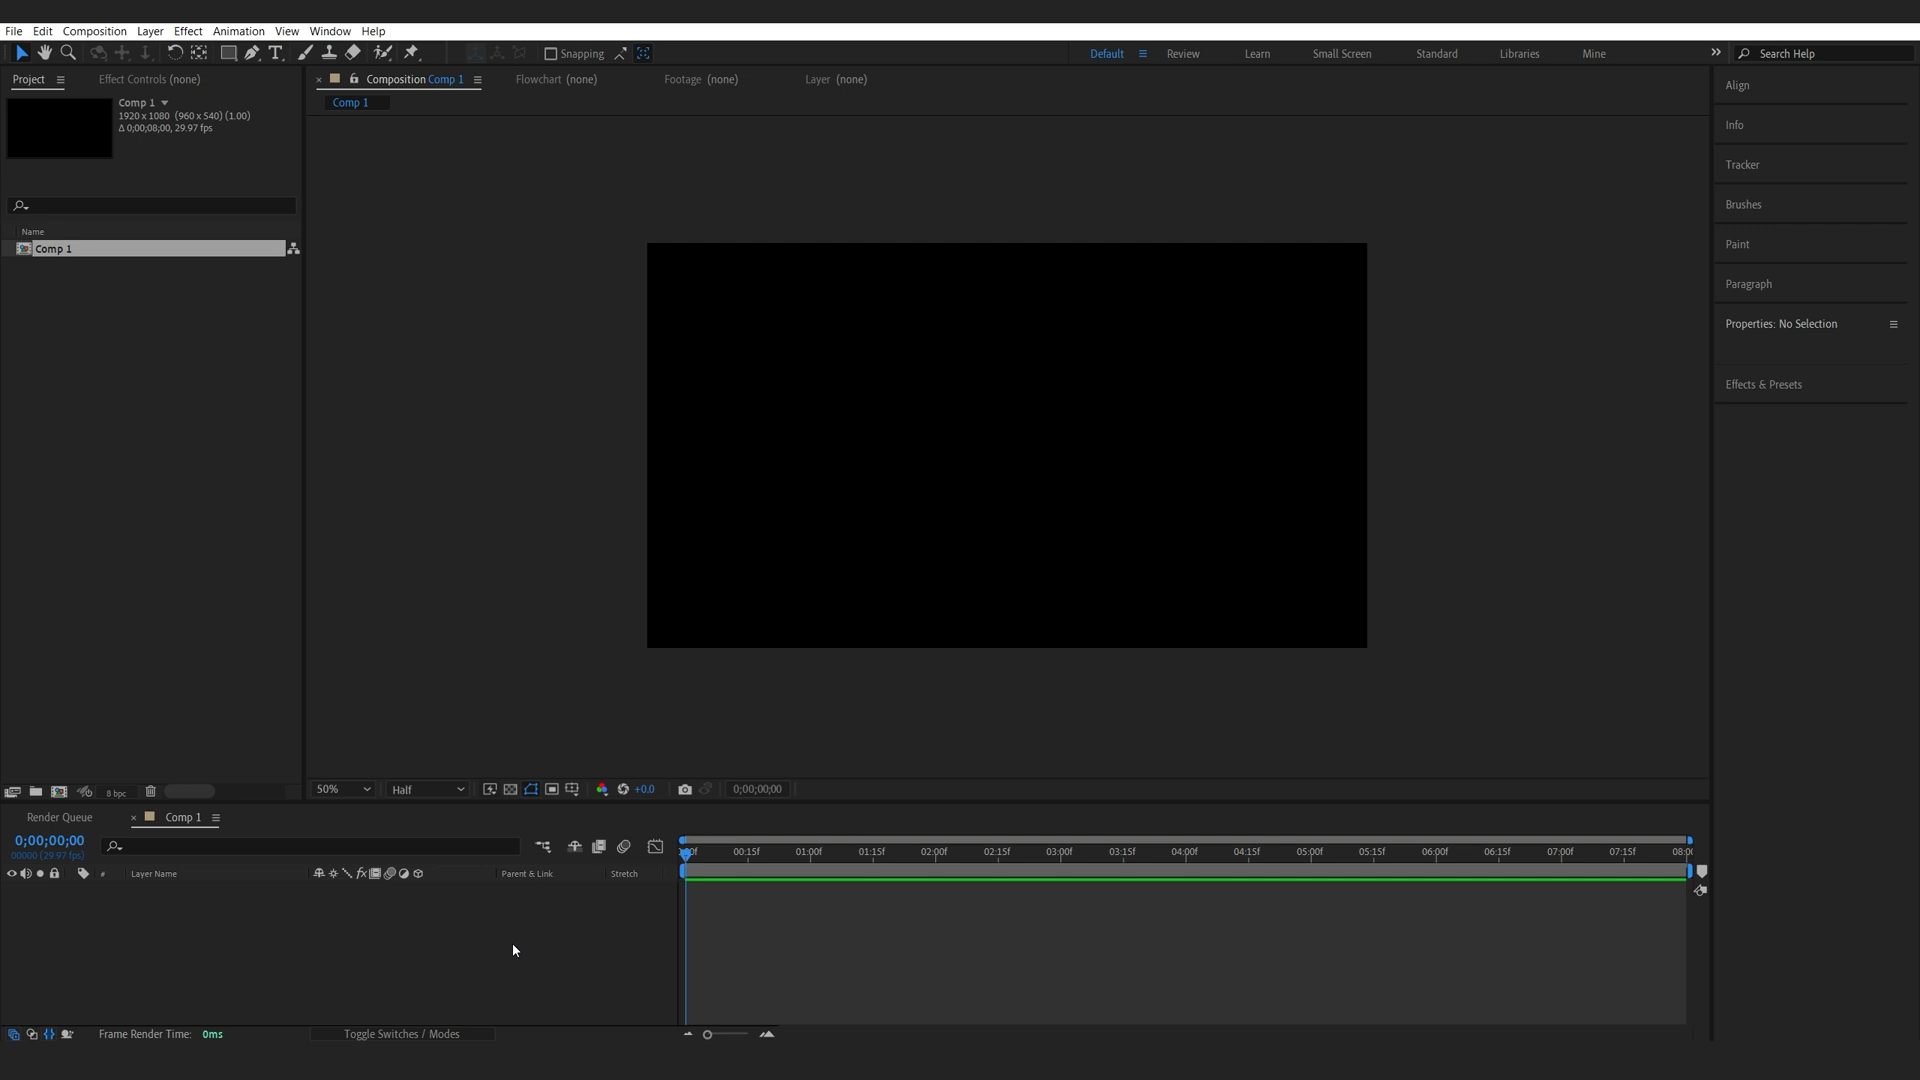 File Edit Composition Layer Effect Animation View Window Help
Snapping Default Review Learn Small Screen Standard Libraries Mine Search Help
Project Effect Controls (none) Composition Comp 1 Flowchart (none) Footage (none) Layer (none)
Comp 1
1920 x 1080 (960 x 540) (1.00)
Δ 0;00;08;00, 29.97 fps
Comp 1
Align
Info
Tracker
Brushes
Paint
Paragraph
Properties: No Selection
Effects & Presets
Name
Comp 1
8 bpc
50% Half +0.0 0;00;00;00
Render Queue Comp 1
0;00;00;00
00000 (29.97 fps)
00:15f 01:00f 01:15f 02:00f 02:15f 03:00f 03:15f 04:00f 04:15f 05:00f 05:15f 06:00f 06:15f 07:00f 07:15f
# Layer Name fx Parent & Link Stretch
Frame Render Time: 0ms Toggle Switches / Modes